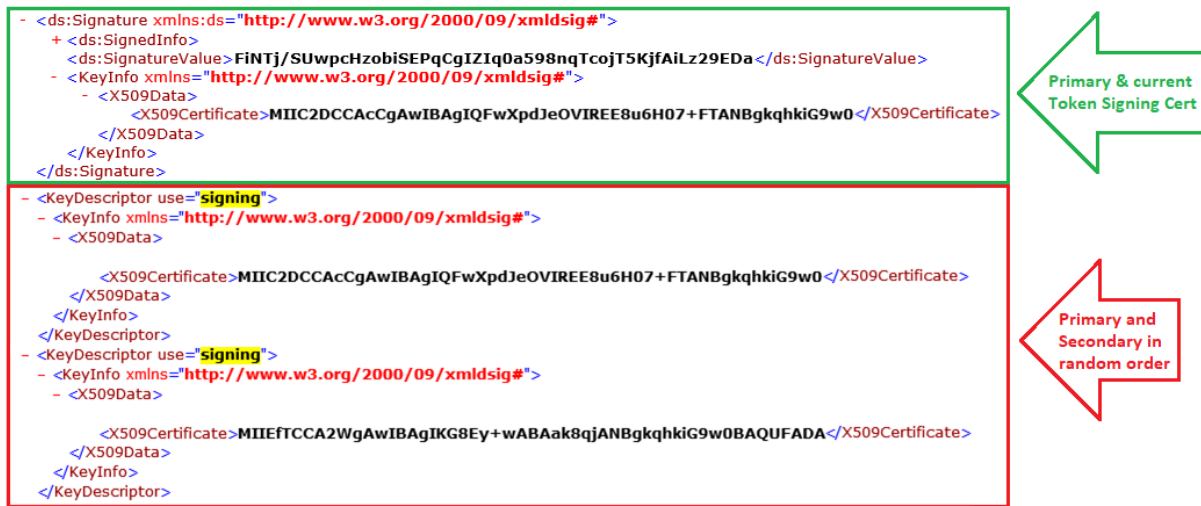 - <ds:Signature xmlns:ds="http://www.w3.org/2000/09/xmldsig#">
+ <ds:SignedInfo>
<ds:SignatureValue>FiNTj/SUwpcHzobiSEPqCgIZIq0a598nqTcojT5KjfAiLz29EDa</ds:SignatureValue>
- <KeyInfo xmlns="http://www.w3.org/2000/09/xmldsig#">
- <X509Data>
<X509Certificate>MIIC2DCCAcCgAwIBAgIQFwXpdJeOVIREE8u6H07+FTANBgkqhkiG9w0</X509Certificate>
</X509Data>
</KeyInfo>
</ds:Signature>
Primary & current
Token Signing Cert
- <KeyDescriptor use="signing">
- <KeyInfo xmlns="http://www.w3.org/2000/09/xmldsig#">
- <X509Data>
<X509Certificate>MIIC2DCCAcCgAwIBAgIQFwXpdJeOVIREE8u6H07+FTANBgkqhkiG9w0</X509Certificate>
</X509Data>
</KeyInfo>
</KeyDescriptor>
- <KeyDescriptor use="signing">
- <KeyInfo xmlns="http://www.w3.org/2000/09/xmldsig#">
- <X509Data>
<X509Certificate>MIIEfTCCA2WgAwIBAgIKG8Ey+wABAak8qjANBgkqhkiG9w0BAQUFADA</X509Certificate>
</X509Data>
</KeyInfo>
</KeyDescriptor>
Primary and
Secondary in
random order